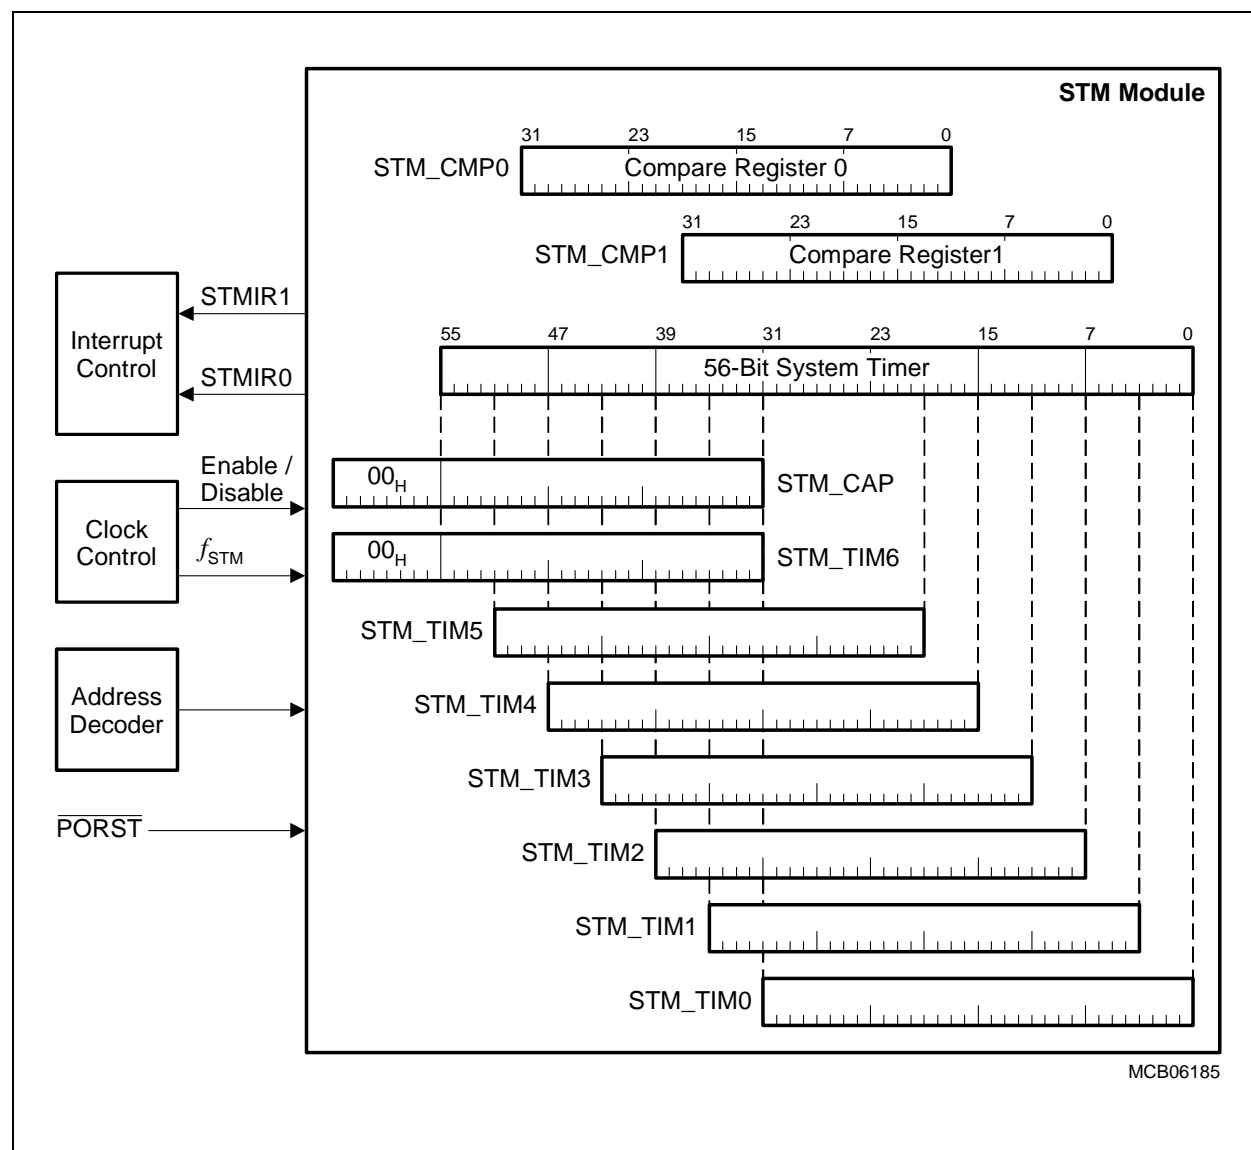 STM Module
31 23 15 7 0
STM_CMP0 Compare Register 0
31 23 15 7 0
STM_CMP1 Compare Register1
STMIR1
Interrupt
Control
STMIR0
55 47 39 31 23 15 7 0
56-Bit System Timer
Enable /
Disable
Clock
Control
fSTM
00H STM_CAP
00H STM_TIM6
STM_TIM5
Address
Decoder
STM_TIM4
STM_TIM3
PORST
STM_TIM2
STM_TIM1
STM_TIM0
MCB06185